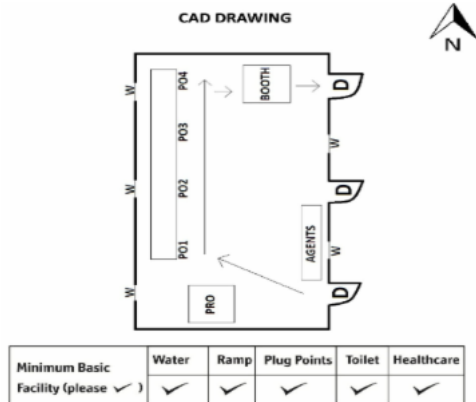 CAD DRAWING
N
PO4
BOOTH
D
W
W
PO3
W
PO2
D
AGENTS
W
PO1
W
PRO
D
Minimum Basic
Facility (please ✓ )
Water
Ramp
Plug Points
Toilet
Healthcare
✓ ✓ ✓ ✓ ✓